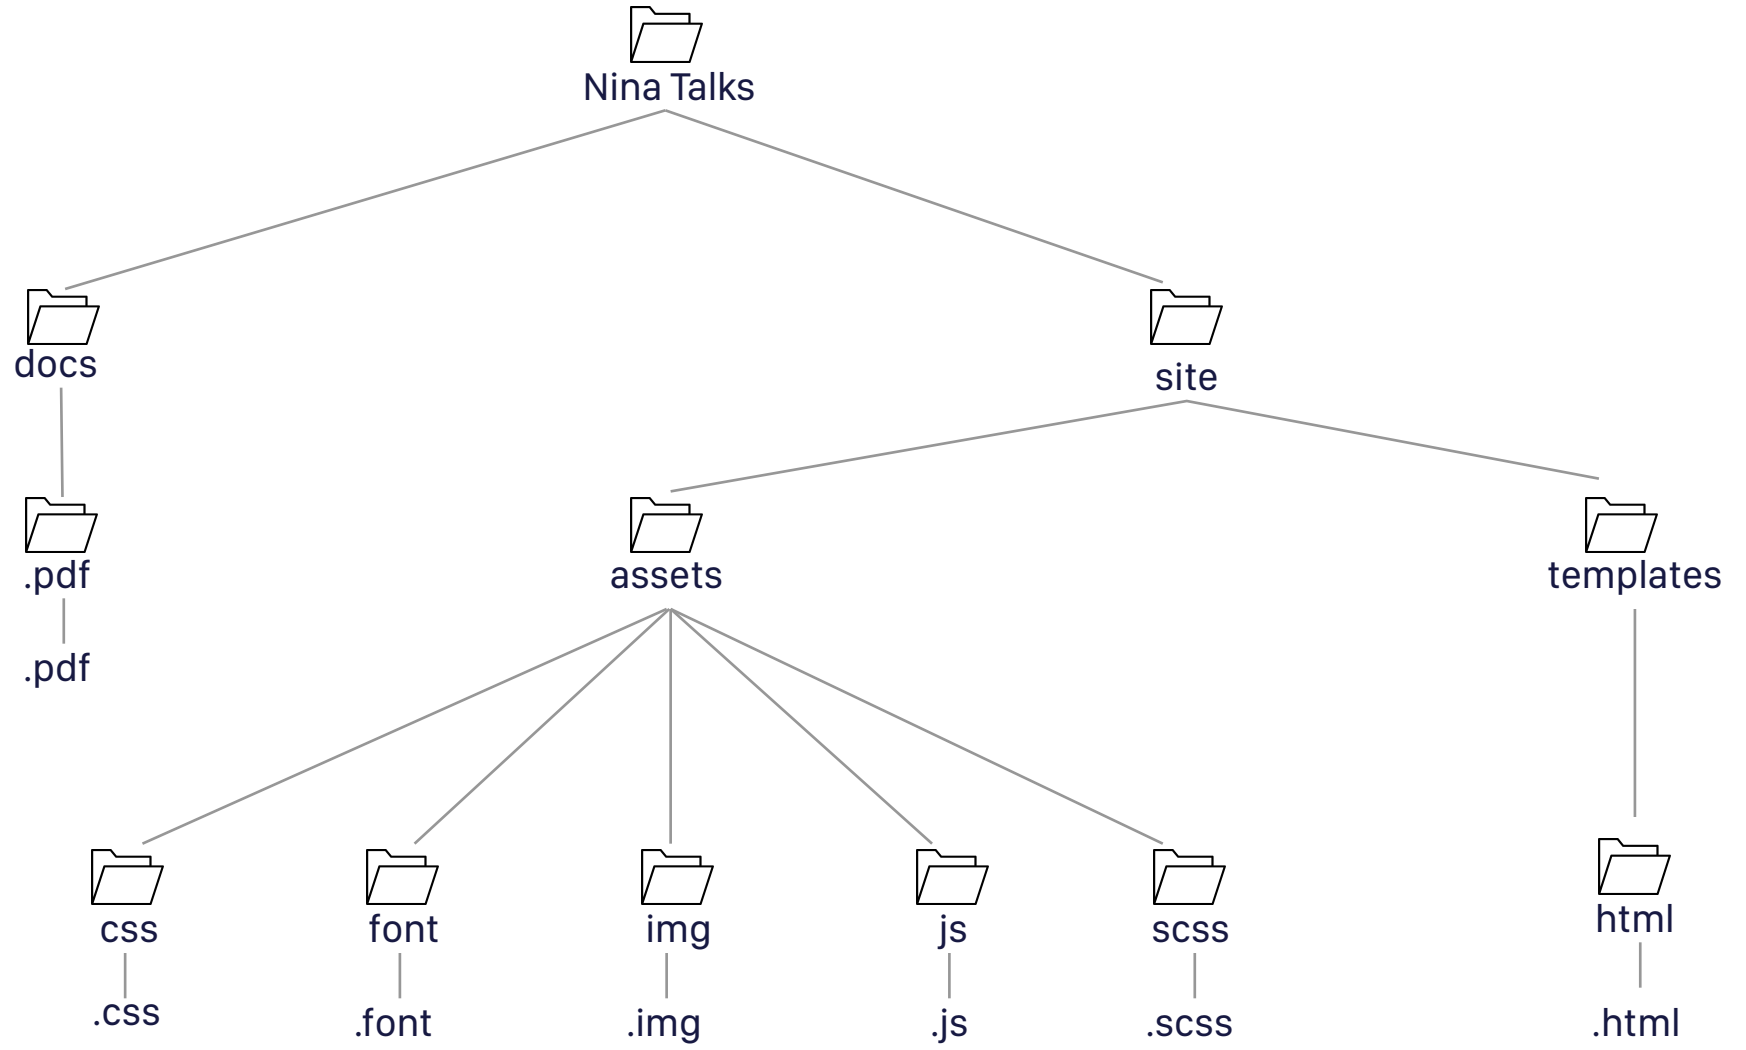 Nina Talks
docs
site
.pdf
assets
templates
.pdf
css
font
img
js
scss
html
.css
.font
.img
.js
.scss
.html